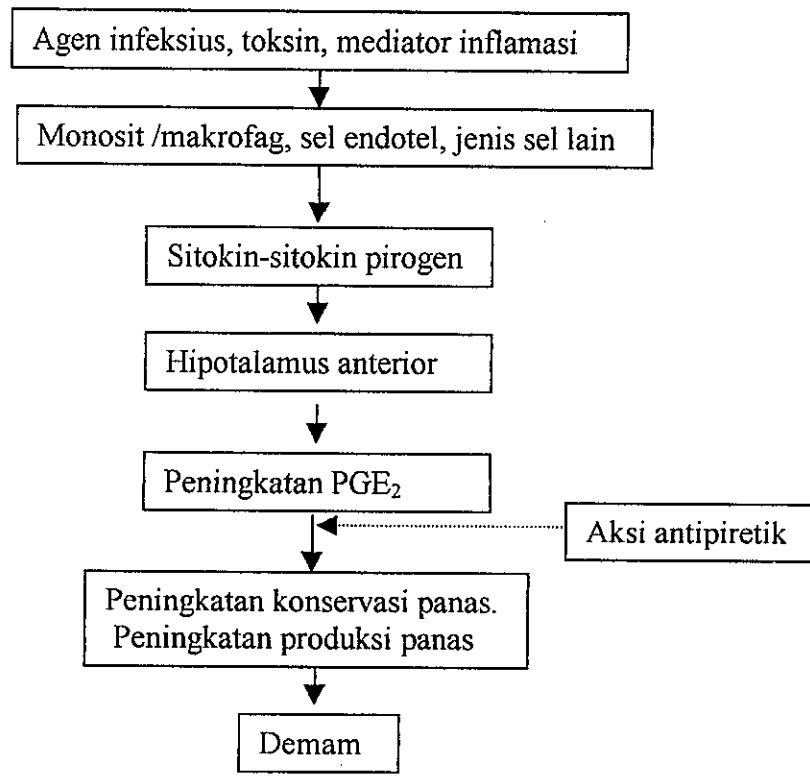 Agen infeksius, toksin, mediator inflamasi
Monosit /makrofag, sel endotel, jenis sel lain
Sitokin-sitokin pirogen
Hipotalamus anterior
Peningkatan PGE₂
Aksi antipiretik
Peningkatan konservasi panas.
Peningkatan produksi panas
Demam